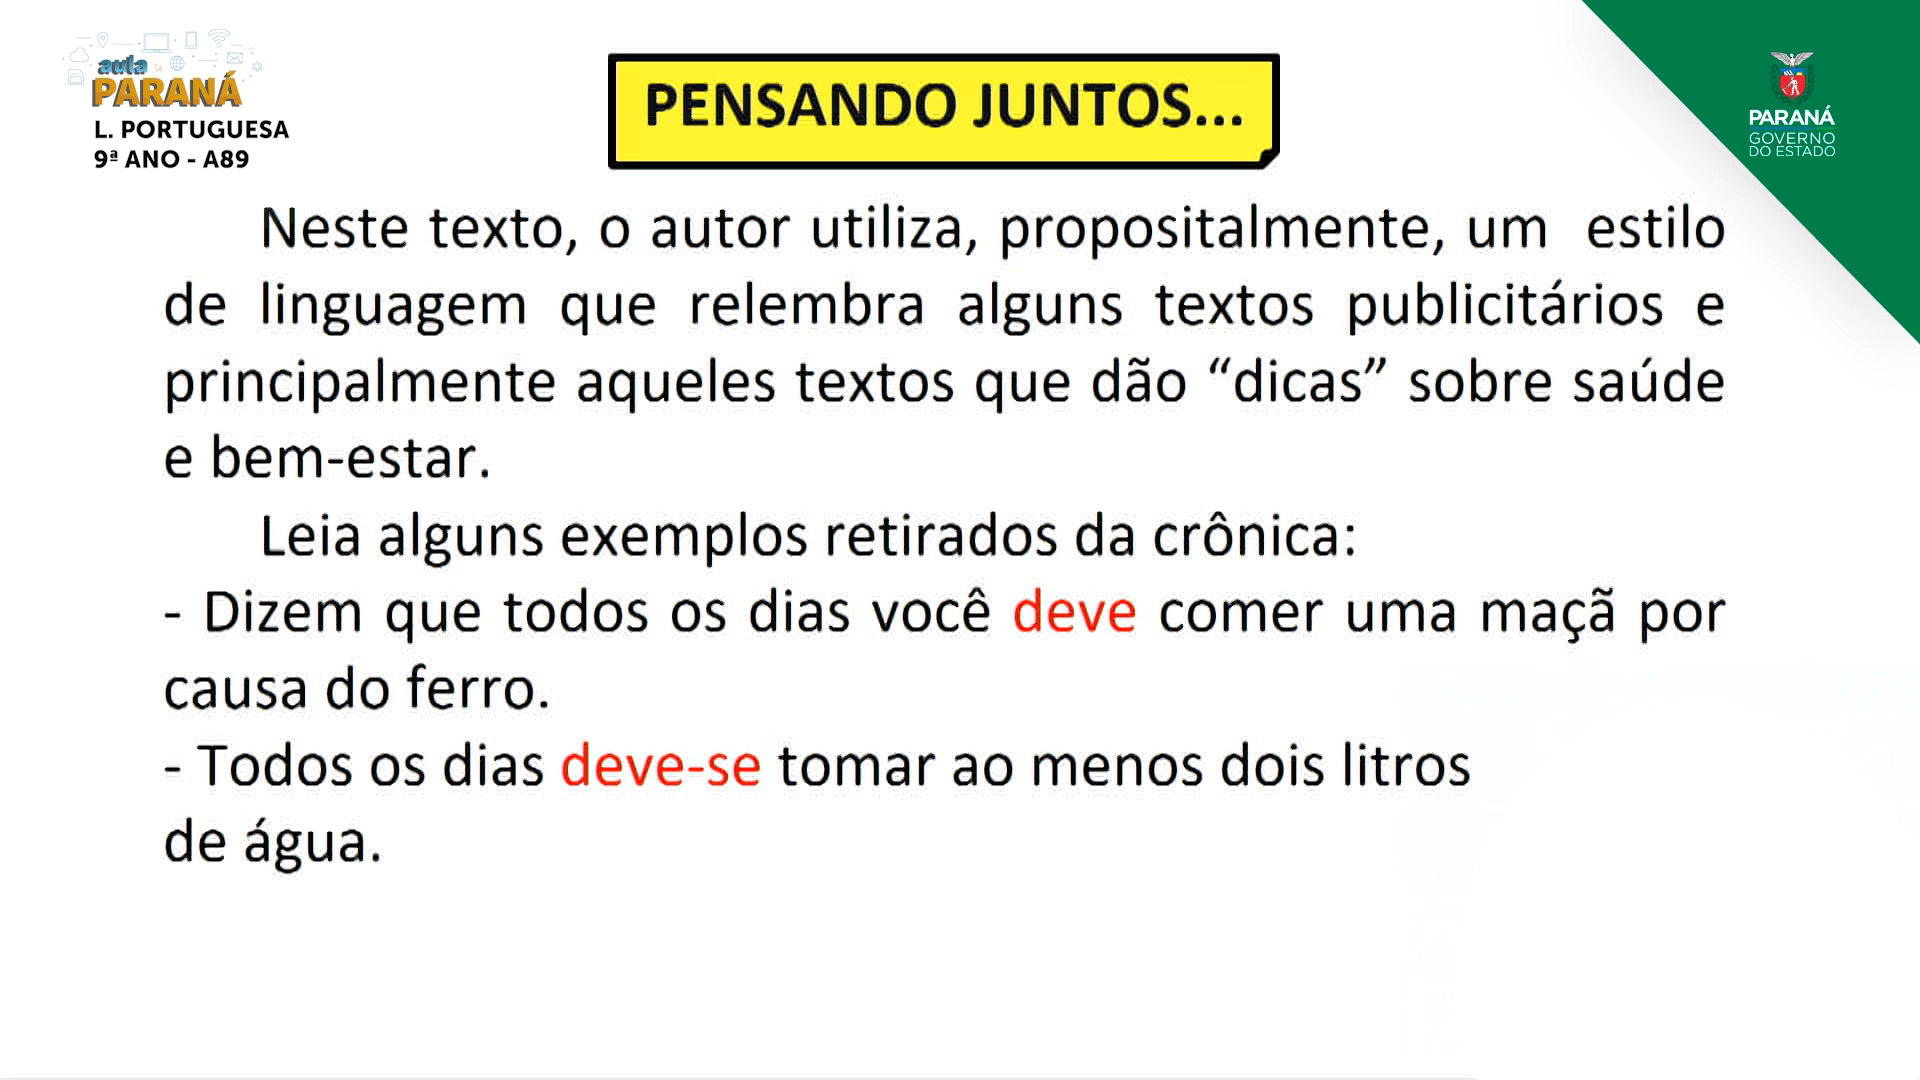 aula
PARANÁ
L. PORTUGUESA
9ª ANO - A89
PENSANDO JUNTOS...
PARANÁ
GOVERNO
DO ESTADO
Neste texto, o autor utiliza, propositalmente, um estilo
de linguagem que relembra alguns textos publicitários e
principalmente aqueles textos que dão “dicas” sobre saúde
e bem-estar.
Leia alguns exemplos retirados da crônica:
- Dizem que todos os dias você deve comer uma maçã por
causa do ferro.
- Todos os dias deve-se tomar ao menos dois litros
de água.